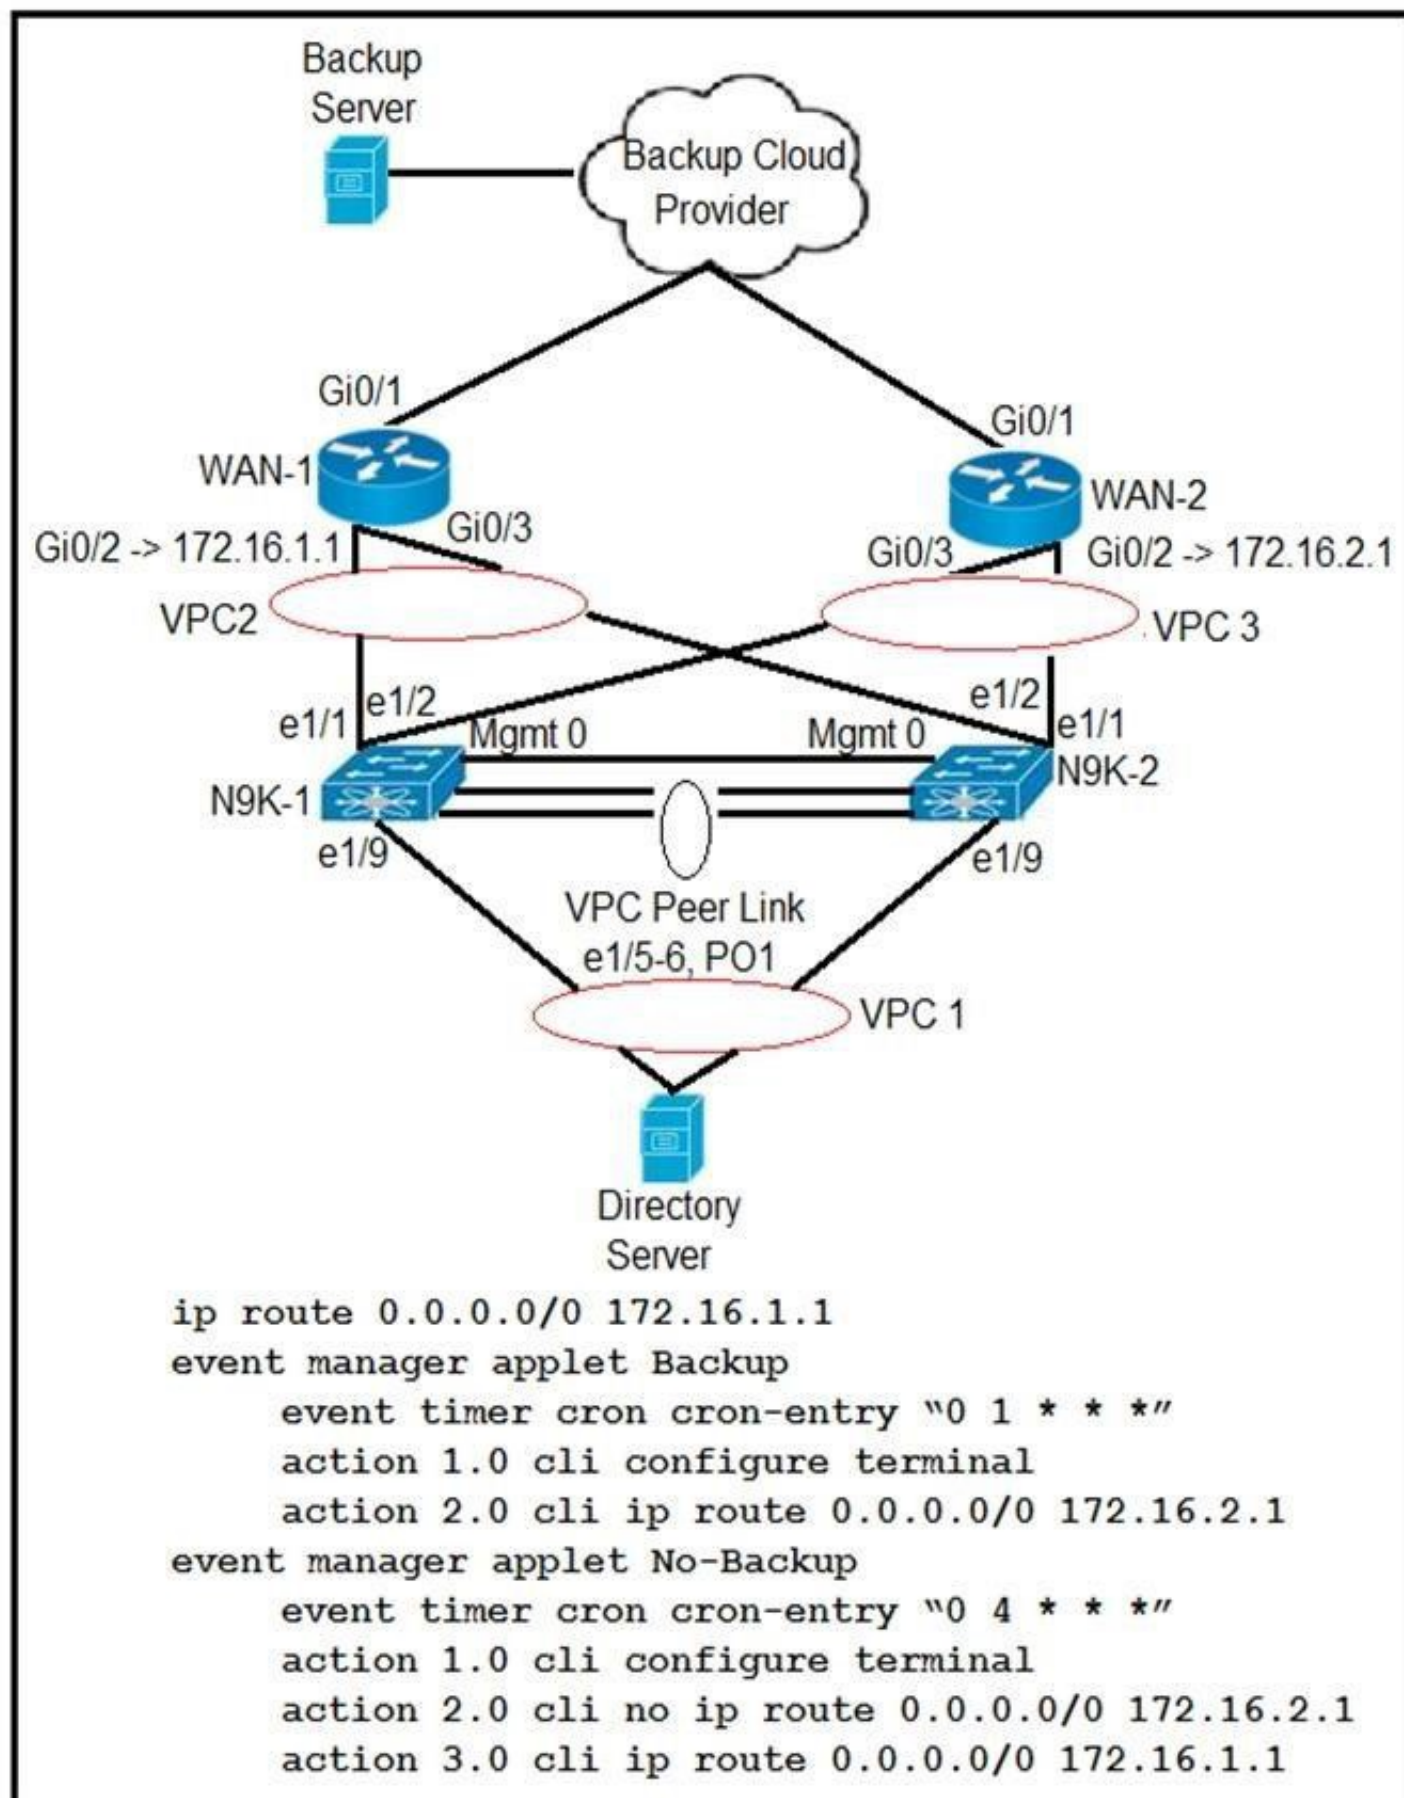 Backup
Server
Backup Cloud
Provider
Gi0/1
Gi0/1
WAN-1
WAN-2
Gi0/2 -> 172.16.1.1
Gi0/3
Gi0/3
Gi0/2 -> 172.16.2.1
VPC2
VPC 3
e1/1
e1/2
e1/2
e1/1
Mgmt 0
Mgmt 0
N9K-1
N9K-2
e1/9
e1/9
VPC Peer Link
e1/5-6, PO1
VPC 1
Directory
Server
ip route 0.0.0.0/0 172.16.1.1
event manager applet Backup
event timer cron cron-entry “0 1 * * *”
action 1.0 cli configure terminal
action 2.0 cli ip route 0.0.0.0/0 172.16.2.1
event manager applet No-Backup
event timer cron cron-entry “0 4 * * *”
action 1.0 cli configure terminal
action 2.0 cli no ip route 0.0.0.0/0 172.16.2.1
action 3.0 cli ip route 0.0.0.0/0 172.16.1.1